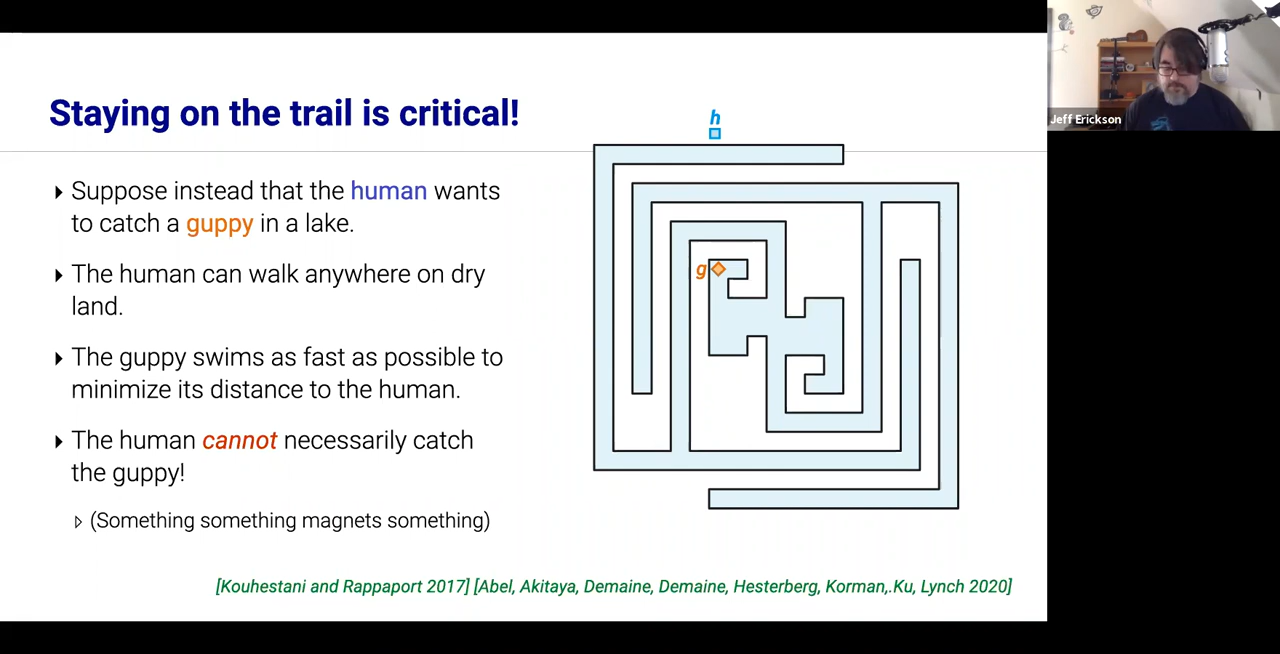 Staying on the trail is critical!
h
Jeff Erickson
▸ Suppose instead that the human wants
to catch a guppy in a lake.
▸ The human can walk anywhere on dry
land.
▸ The guppy swims as fast as possible to
minimize its distance to the human.
▸ The human cannot necessarily catch
the guppy!
▹ (Something something magnets something)
g
[Kouhestani and Rappaport 2017] [Abel, Akitaya, Demaine, Demaine, Hesterberg, Korman,.Ku, Lynch 2020]